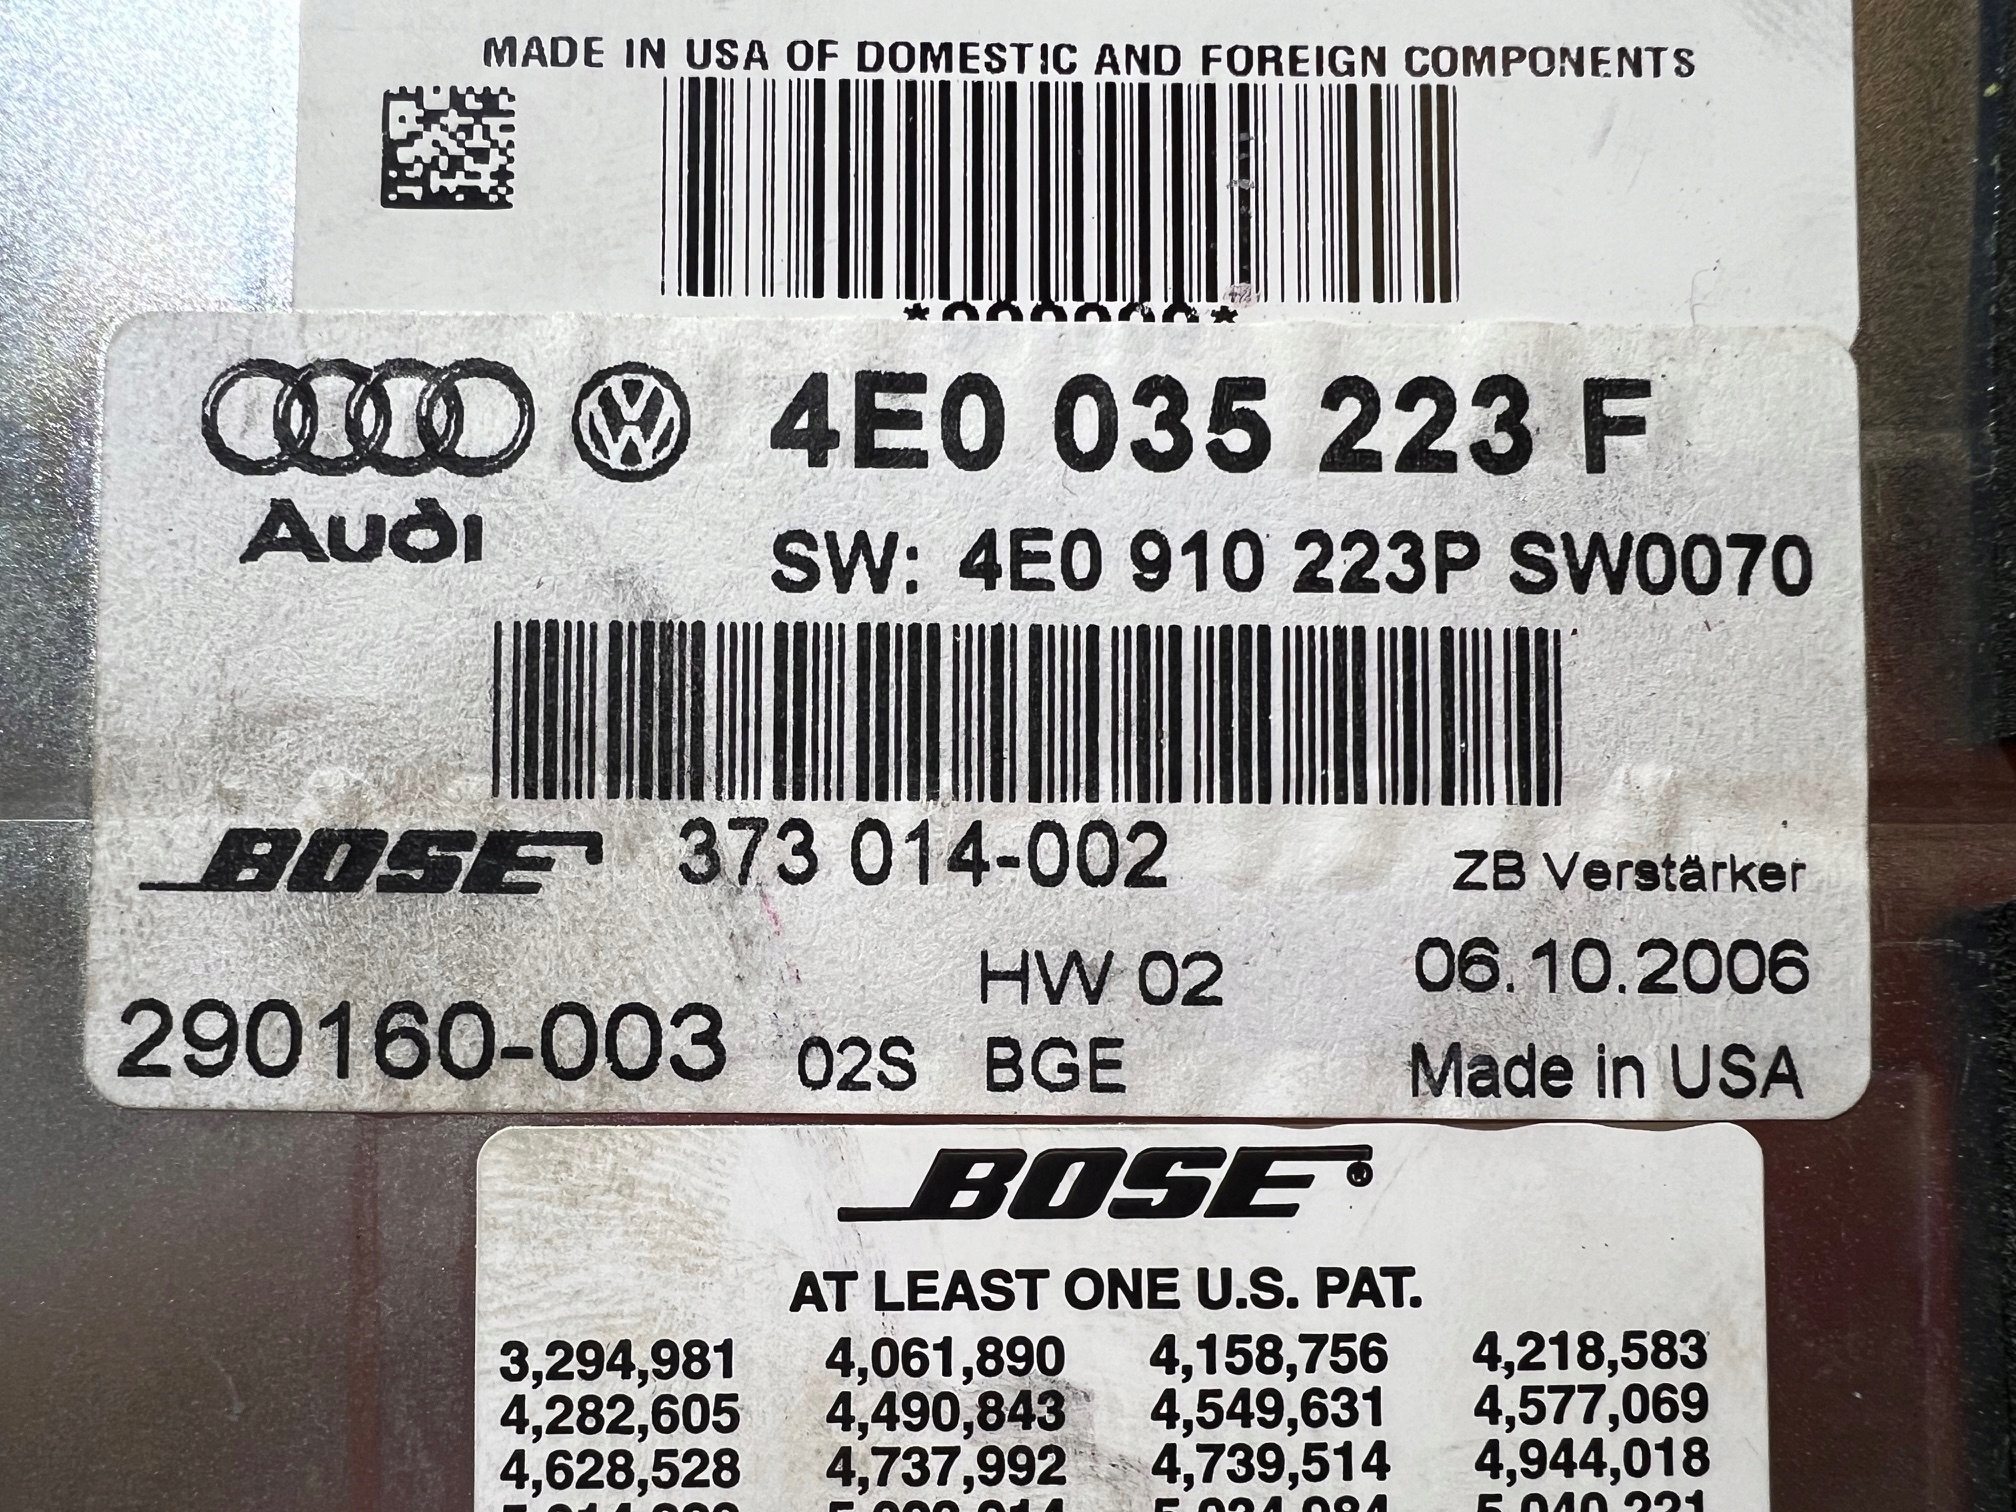 MADE IN USA OF DOMESTIC AND FOREIGN COMPONENTS
4E0 035 223 F
Audi
SW: 4E0 910 223P SW0070
BOSE 373 014-002
ZB Verstärker
HW 02 06.10.2006
290160-003 02S BGE Made in USA
BOSE®
AT LEAST ONE U.S. PAT.
3,294,981 4,061,890 4,158,756 4,218,583
4,282,605 4,490,843 4,549,631 4,577,069
4,628,528 4,737,992 4,739,514 4,944,018